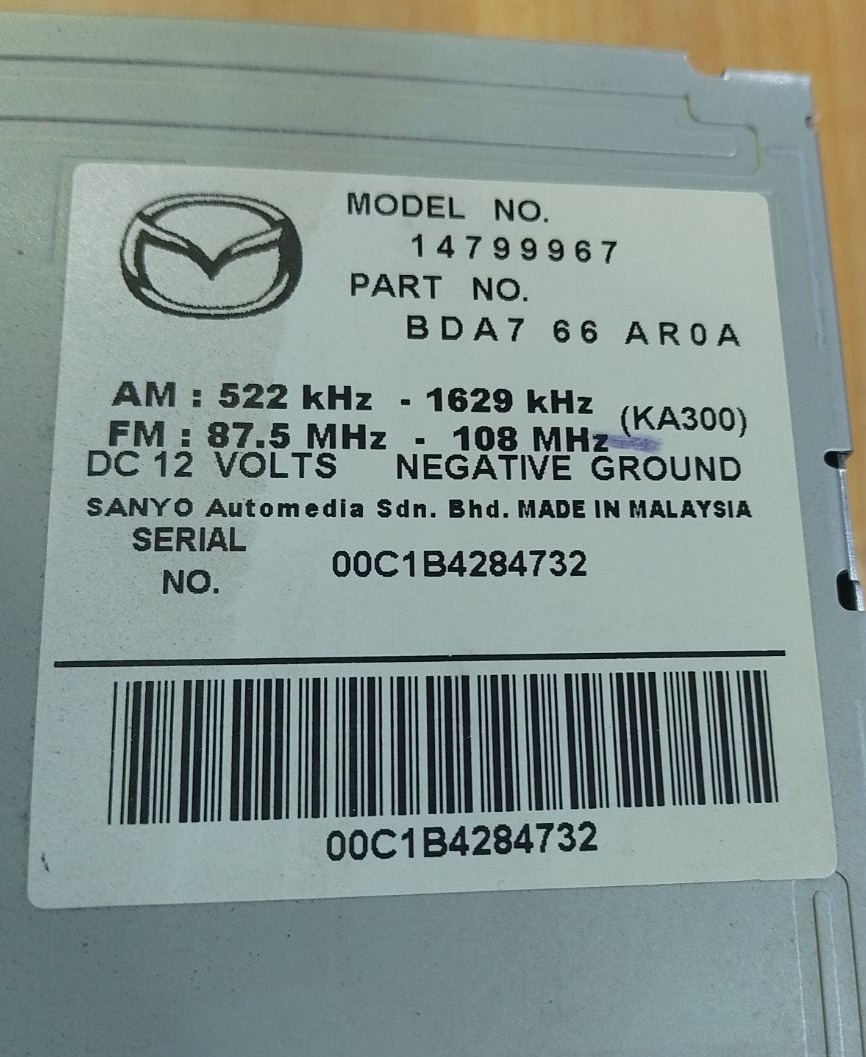 MODEL NO.
14799967
PART NO.
BDA7 66 AR0A
AM : 522 kHz - 1629 kHz
(KA300)
FM : 87.5 MHz - 108 MHz
DC 12 VOLTS NEGATIVE GROUND
SANYO Automedia Sdn. Bhd. MADE IN MALAYSIA
SERIAL
NO.
00C1B4284732
00C1B4284732